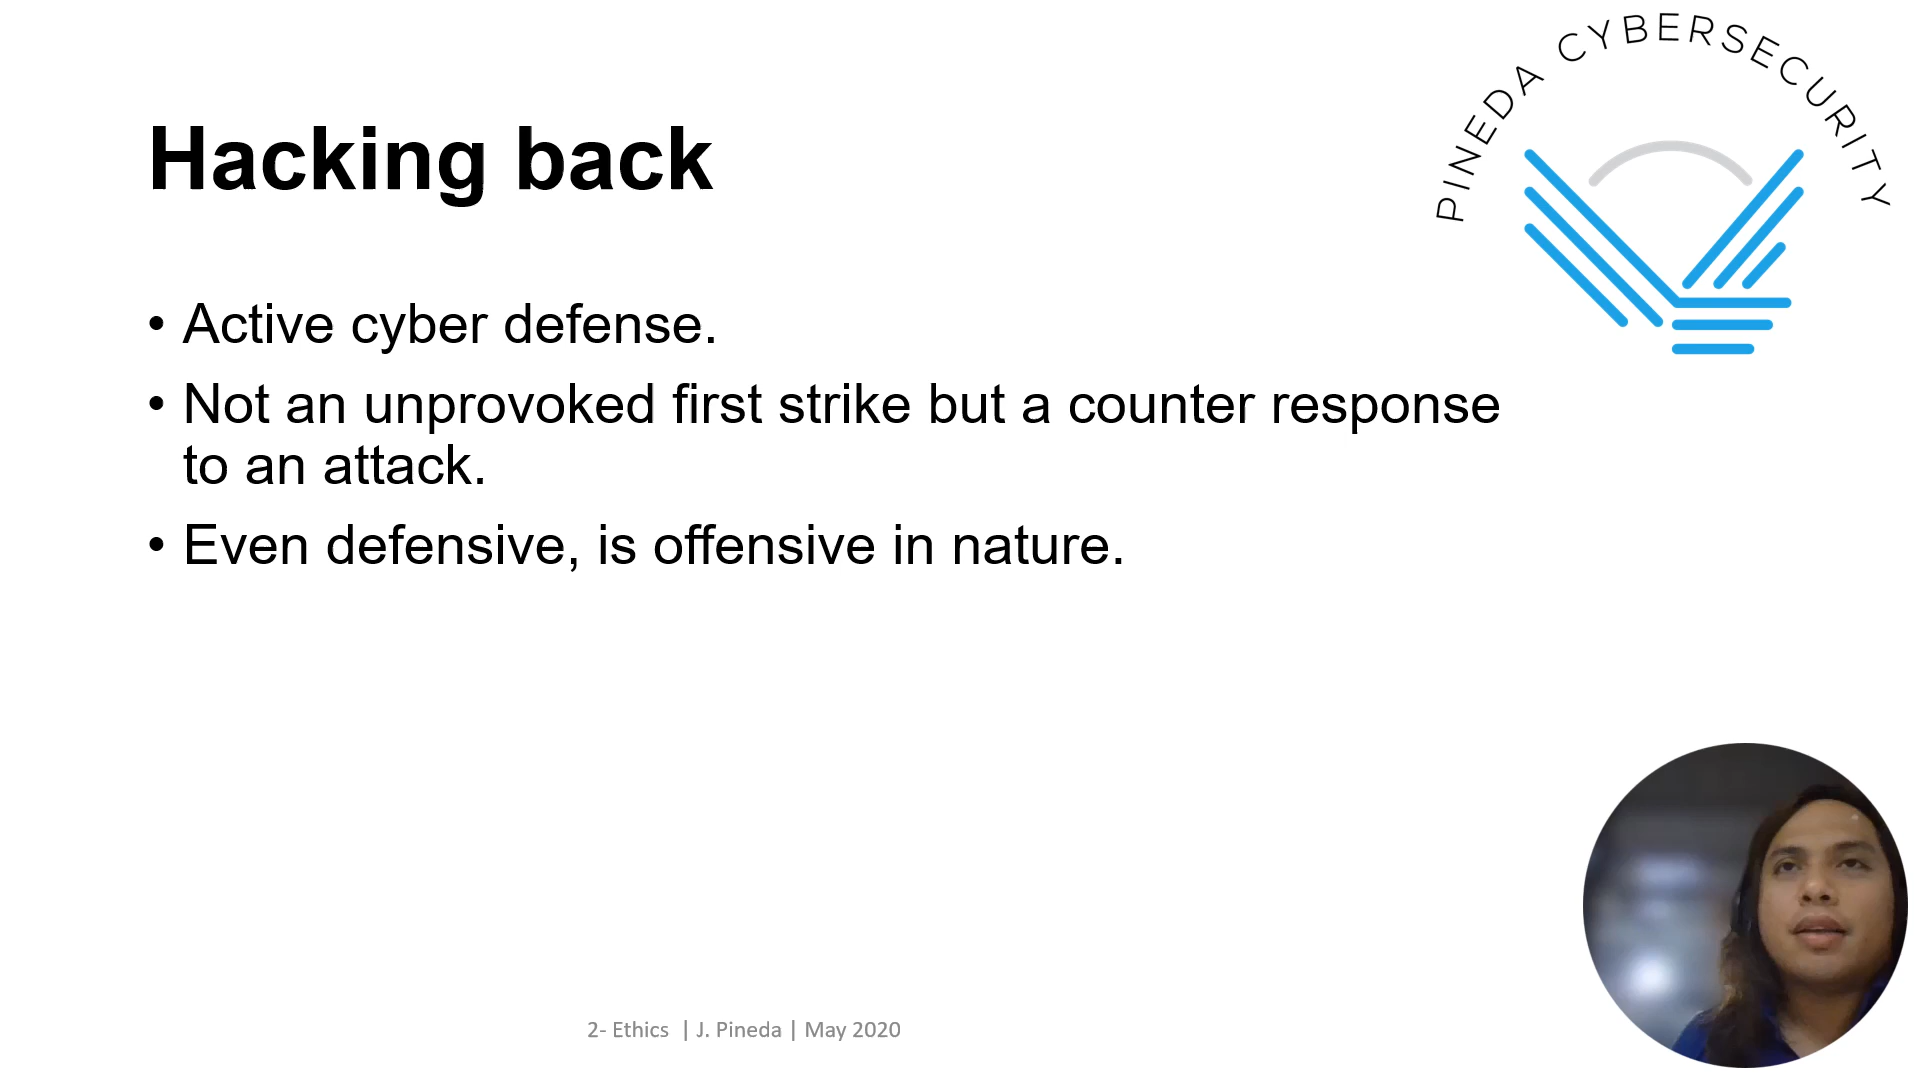 PINEDA CYBERSECURITY
Hacking back
• Active cyber defense.
• Not an unprovoked first strike but a counter response
to an attack.
• Even defensive, is offensive in nature.
2- Ethics | J. Pineda | May 2020